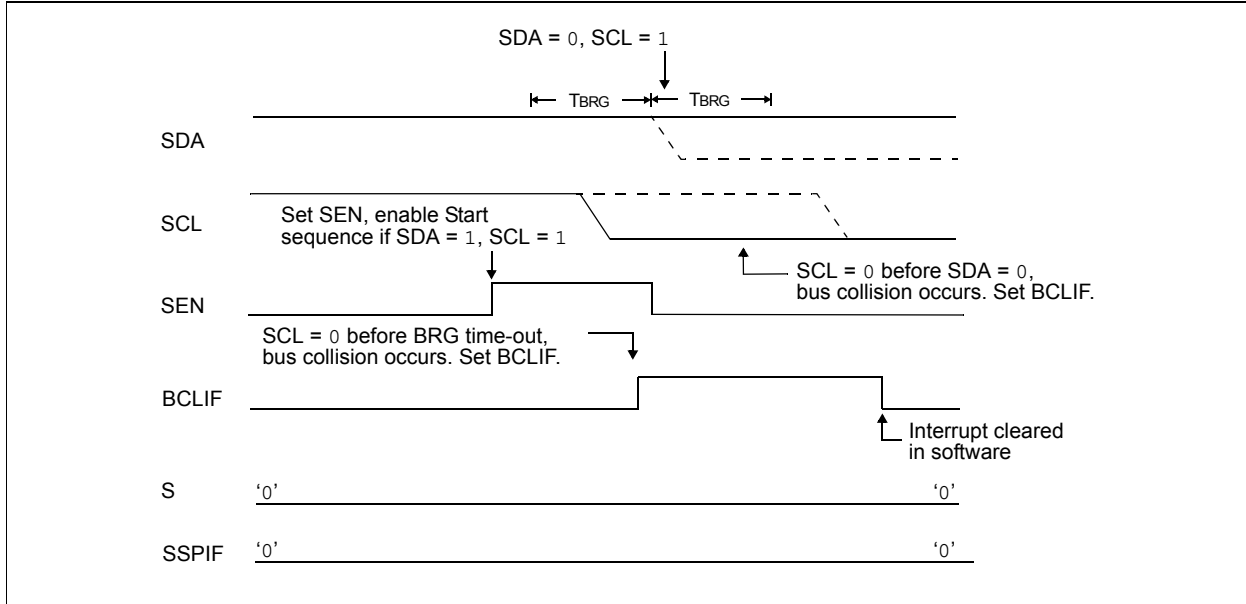 SDA = 0, SCL = 1
TBRG TBRG
SDA
SCL
Set SEN, enable Start
sequence if SDA = 1, SCL = 1
SCL = 0 before SDA = 0,
bus collision occurs. Set BCLIF.
SEN
SCL = 0 before BRG time-out,
bus collision occurs. Set BCLIF.
BCLIF
Interrupt cleared
in software
S ‘0’ ‘0’
SSPIF ‘0’ ‘0’